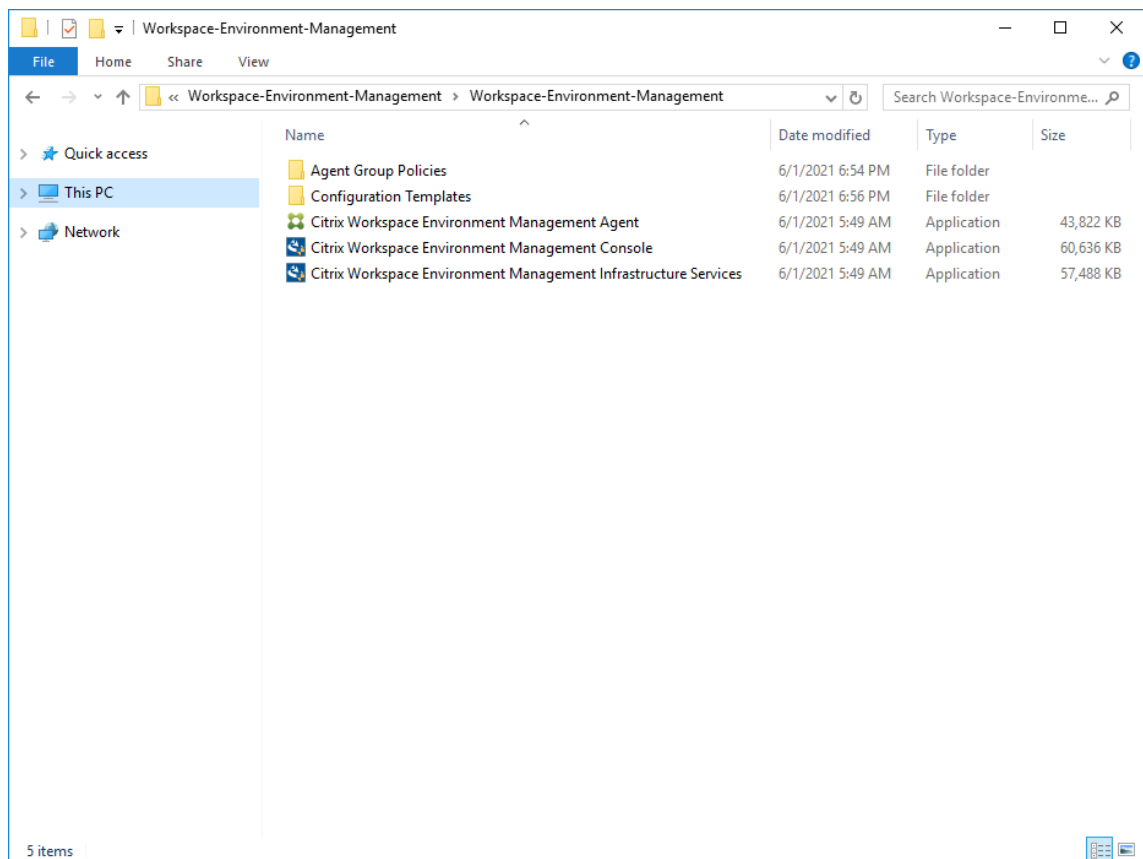 Workspace-Environment-Management
File Home Share View
« Workspace-Environment-Management > Workspace-Environment-Management Search Workspace-Environme...
Name Date modified Type Size
Quick access
This PC
Network
Agent Group Policies 6/1/2021 6:54 PM File folder
Configuration Templates 6/1/2021 6:56 PM File folder
Citrix Workspace Environment Management Agent 6/1/2021 5:49 AM Application 43,822 KB
Citrix Workspace Environment Management Console 6/1/2021 5:49 AM Application 60,636 KB
Citrix Workspace Environment Management Infrastructure Services 6/1/2021 5:49 AM Application 57,488 KB
5 items